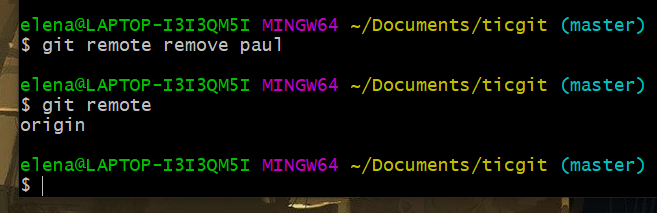 elena@LAPTOP-I3I3QM5I MINGW64 ~/Documents/ticgit (master)
$ git remote remove paul
elena@LAPTOP-I3I3QM5I MINGW64 ~/Documents/ticgit (master)
$ git remote
origin
elena@LAPTOP-I3I3QM5I MINGW64 ~/Documents/ticgit (master)
$